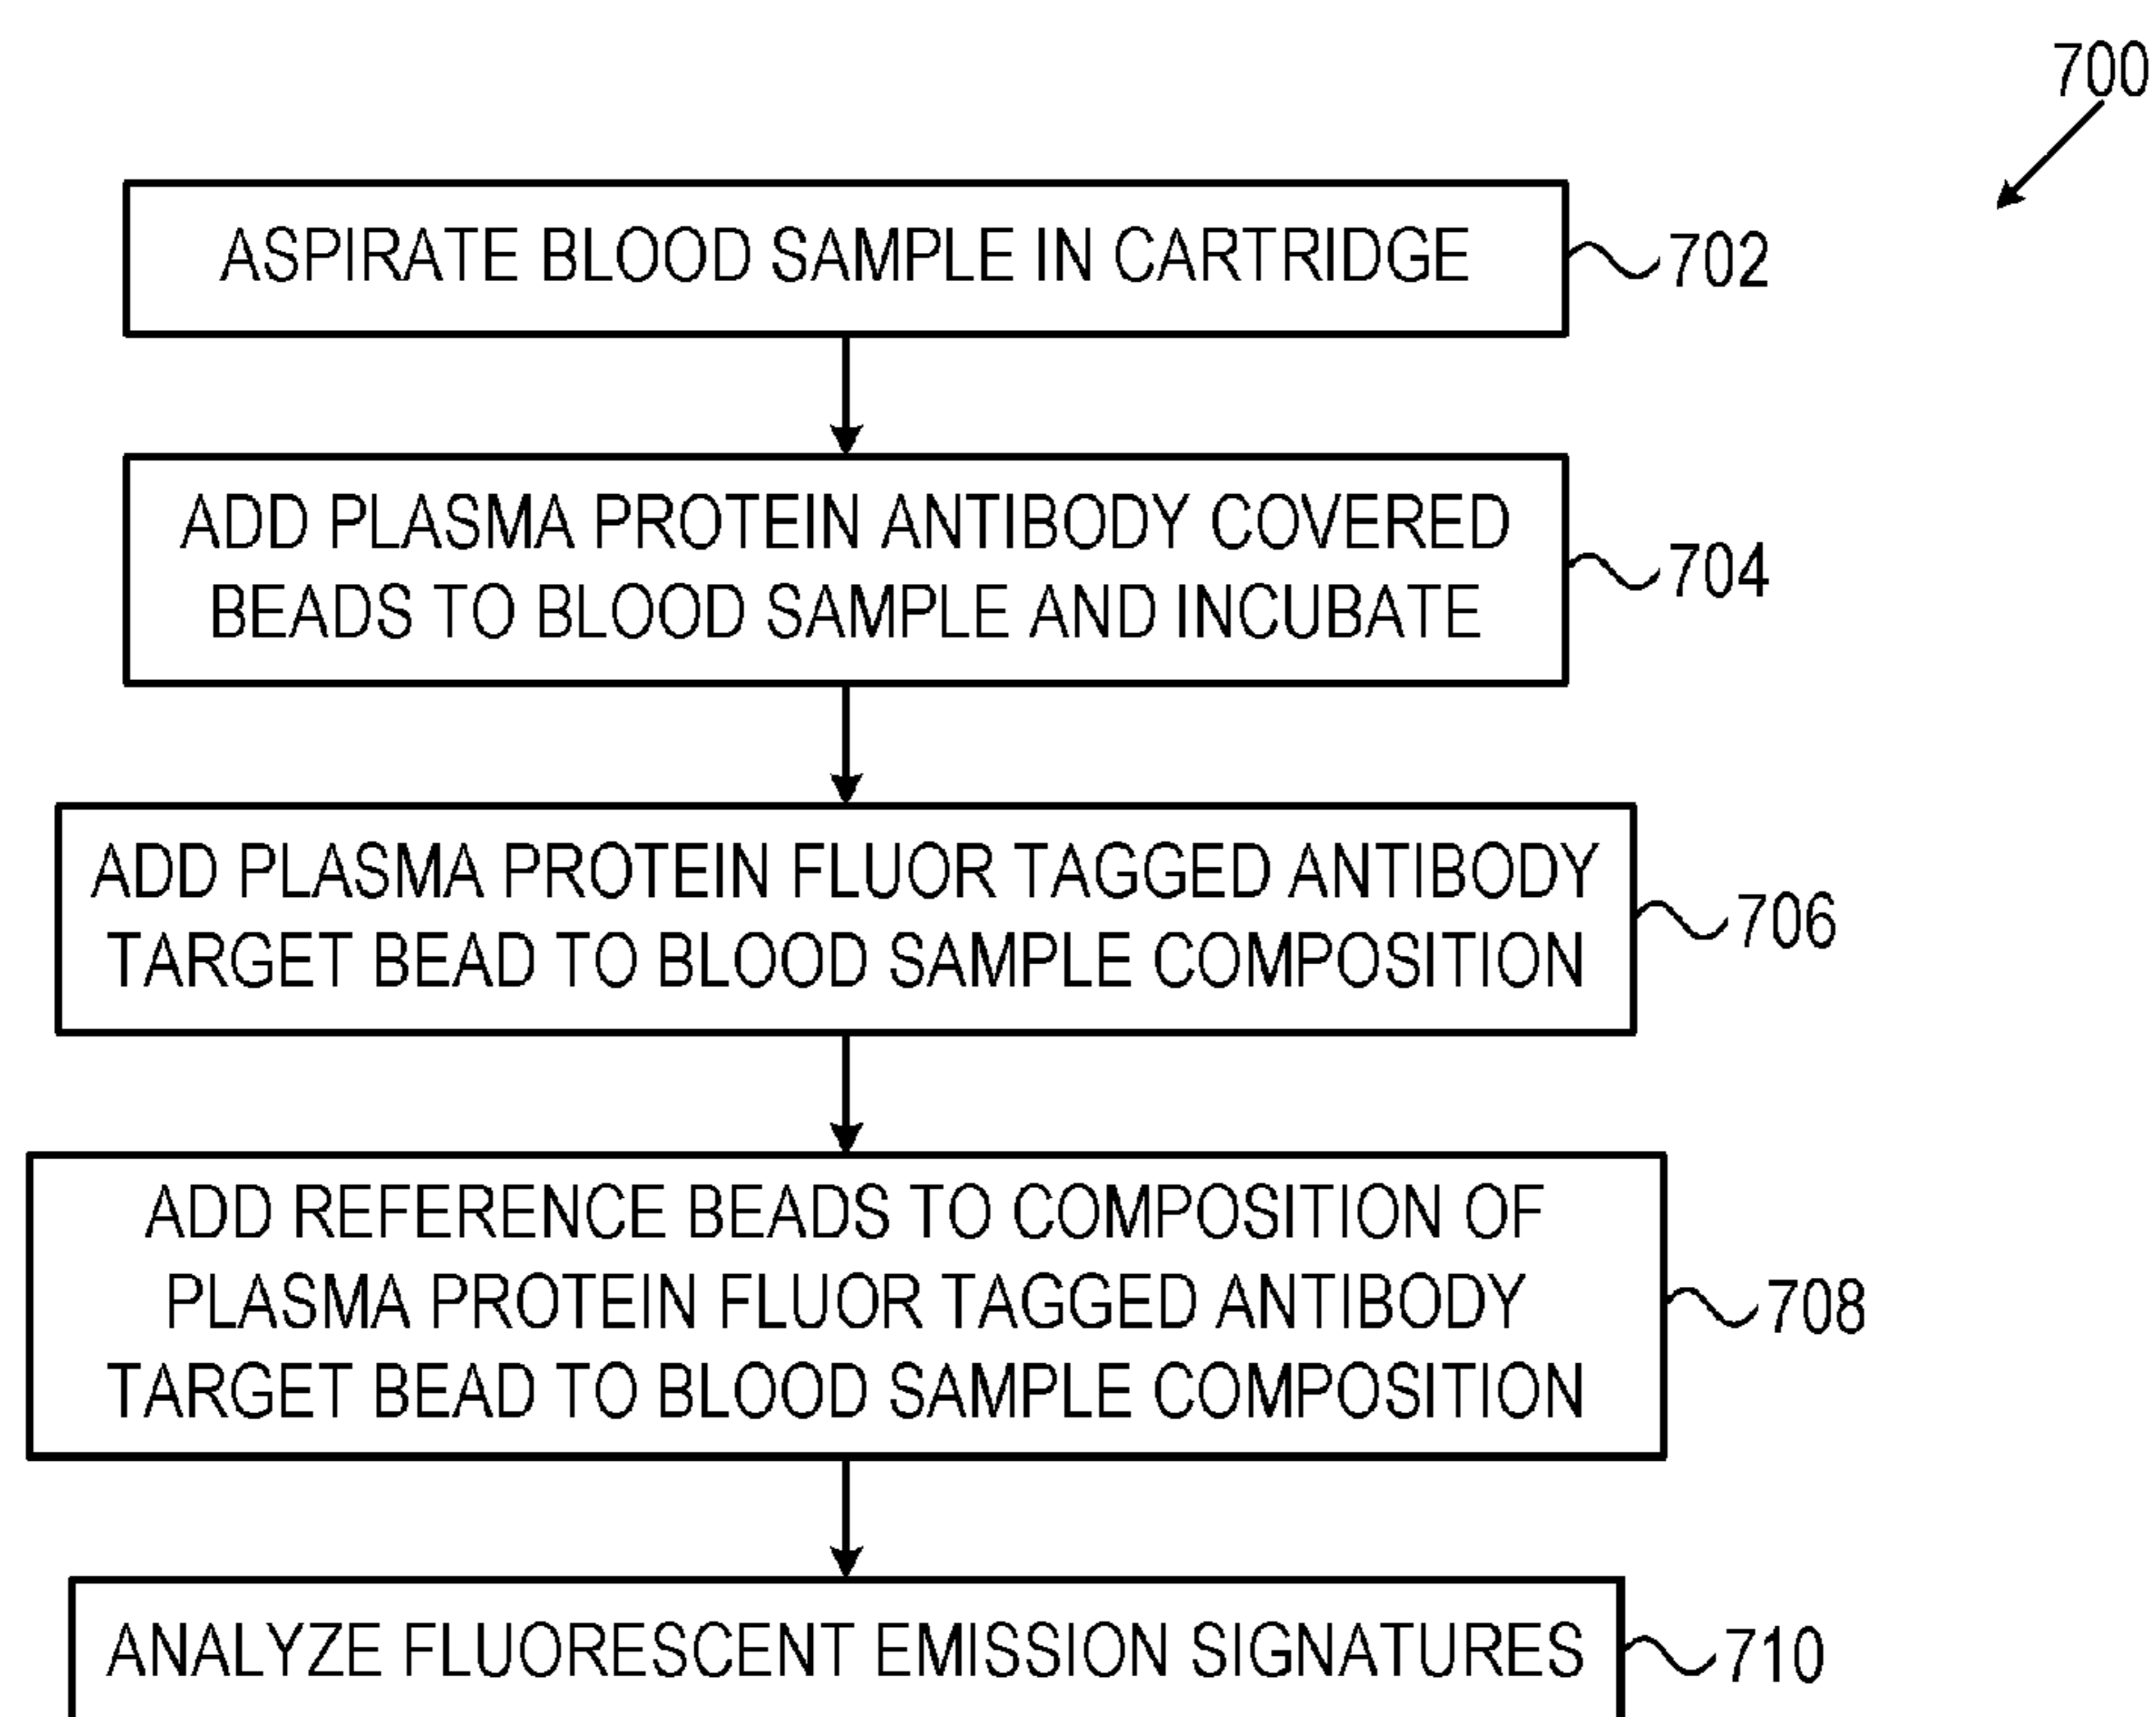 700
ASPIRATE BLOOD SAMPLE IN CARTRIDGE
702
ADD PLASMA PROTEIN ANTIBODY COVERED
BEADS TO BLOOD SAMPLE AND INCUBATE
704
ADD PLASMA PROTEIN FLUOR TAGGED ANTIBODY
TARGET BEAD TO BLOOD SAMPLE COMPOSITION
706
ADD REFERENCE BEADS TO COMPOSITION OF
PLASMA PROTEIN FLUOR TAGGED ANTIBODY
TARGET BEAD TO BLOOD SAMPLE COMPOSITION
708
ANALYZE FLUORESCENT EMISSION SIGNATURES
710